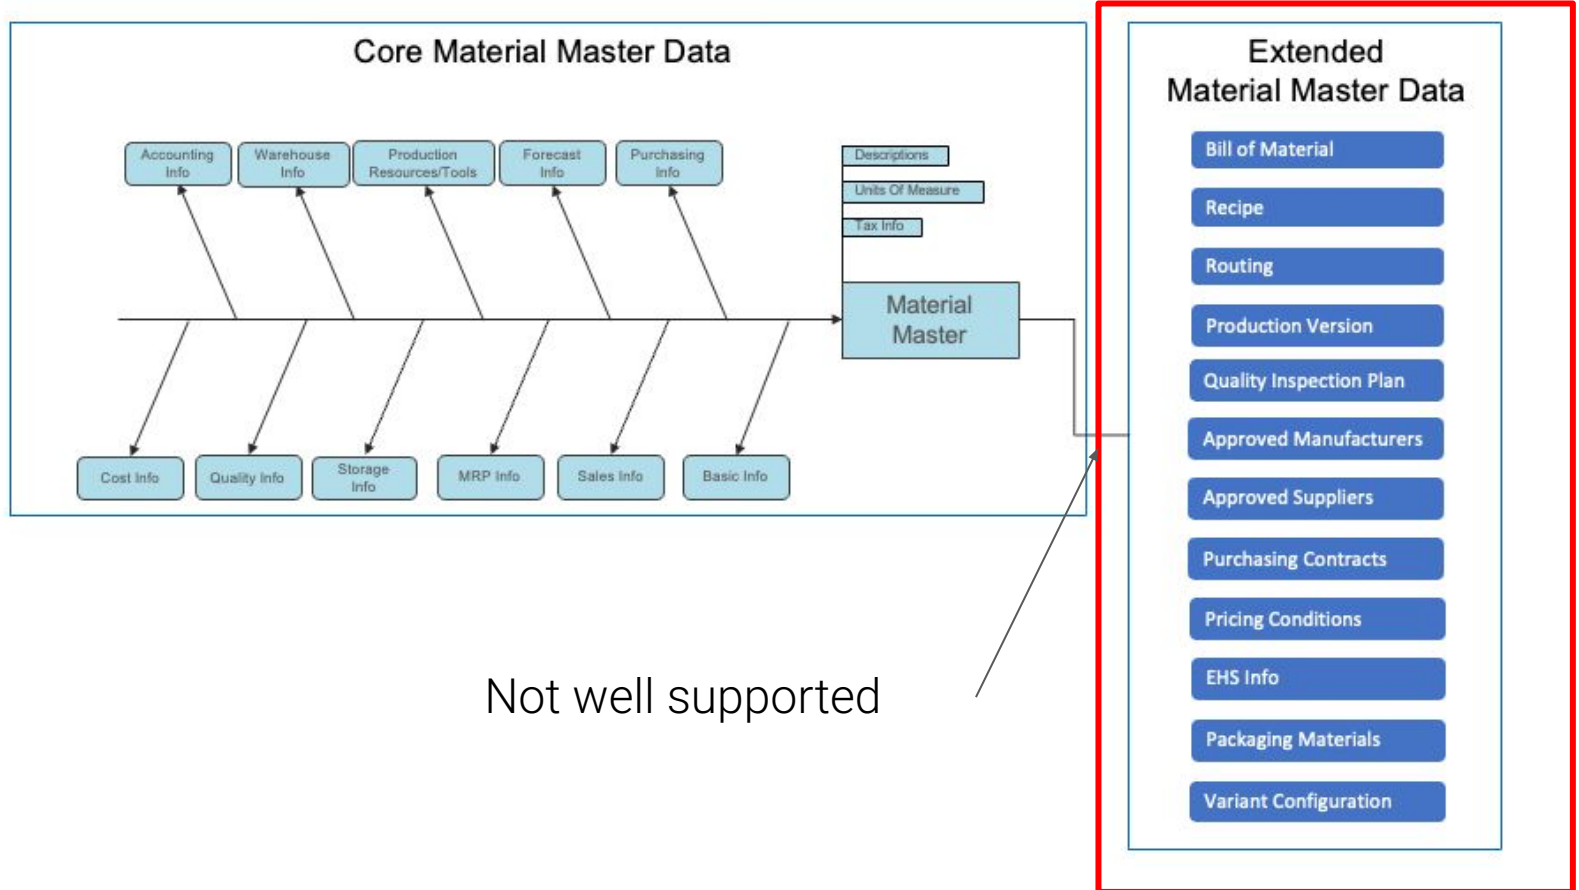 Core Material Master Data
Accounting
Info
Warehouse
Info
Production
Resources/Tools
Forecast
Info
Purchasing
Info
Descriptions
Units Of Measure
Tax Info
Material
Master
Cost Info
Quality Info
Storage
Info
MRP Info
Sales Info
Basic Info
Not well supported
Extended
Material Master Data
Bill of Material
Recipe
Routing
Production Version
Quality Inspection Plan
Approved Manufacturers
Approved Suppliers
Purchasing Contracts
Pricing Conditions
EHS Info
Packaging Materials
Variant Configuration